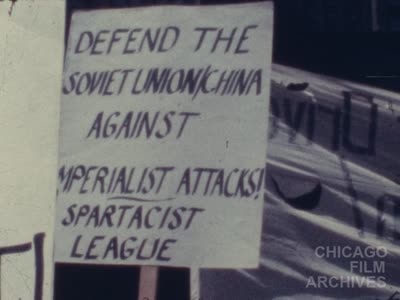 DEFEND THE
SOVIET UNION/CHINA
AGAINST
IMPERIALIST ATTACKS!
SPARTACIST
LEAGUE
CHICAGO
FILM
ARCHIVES